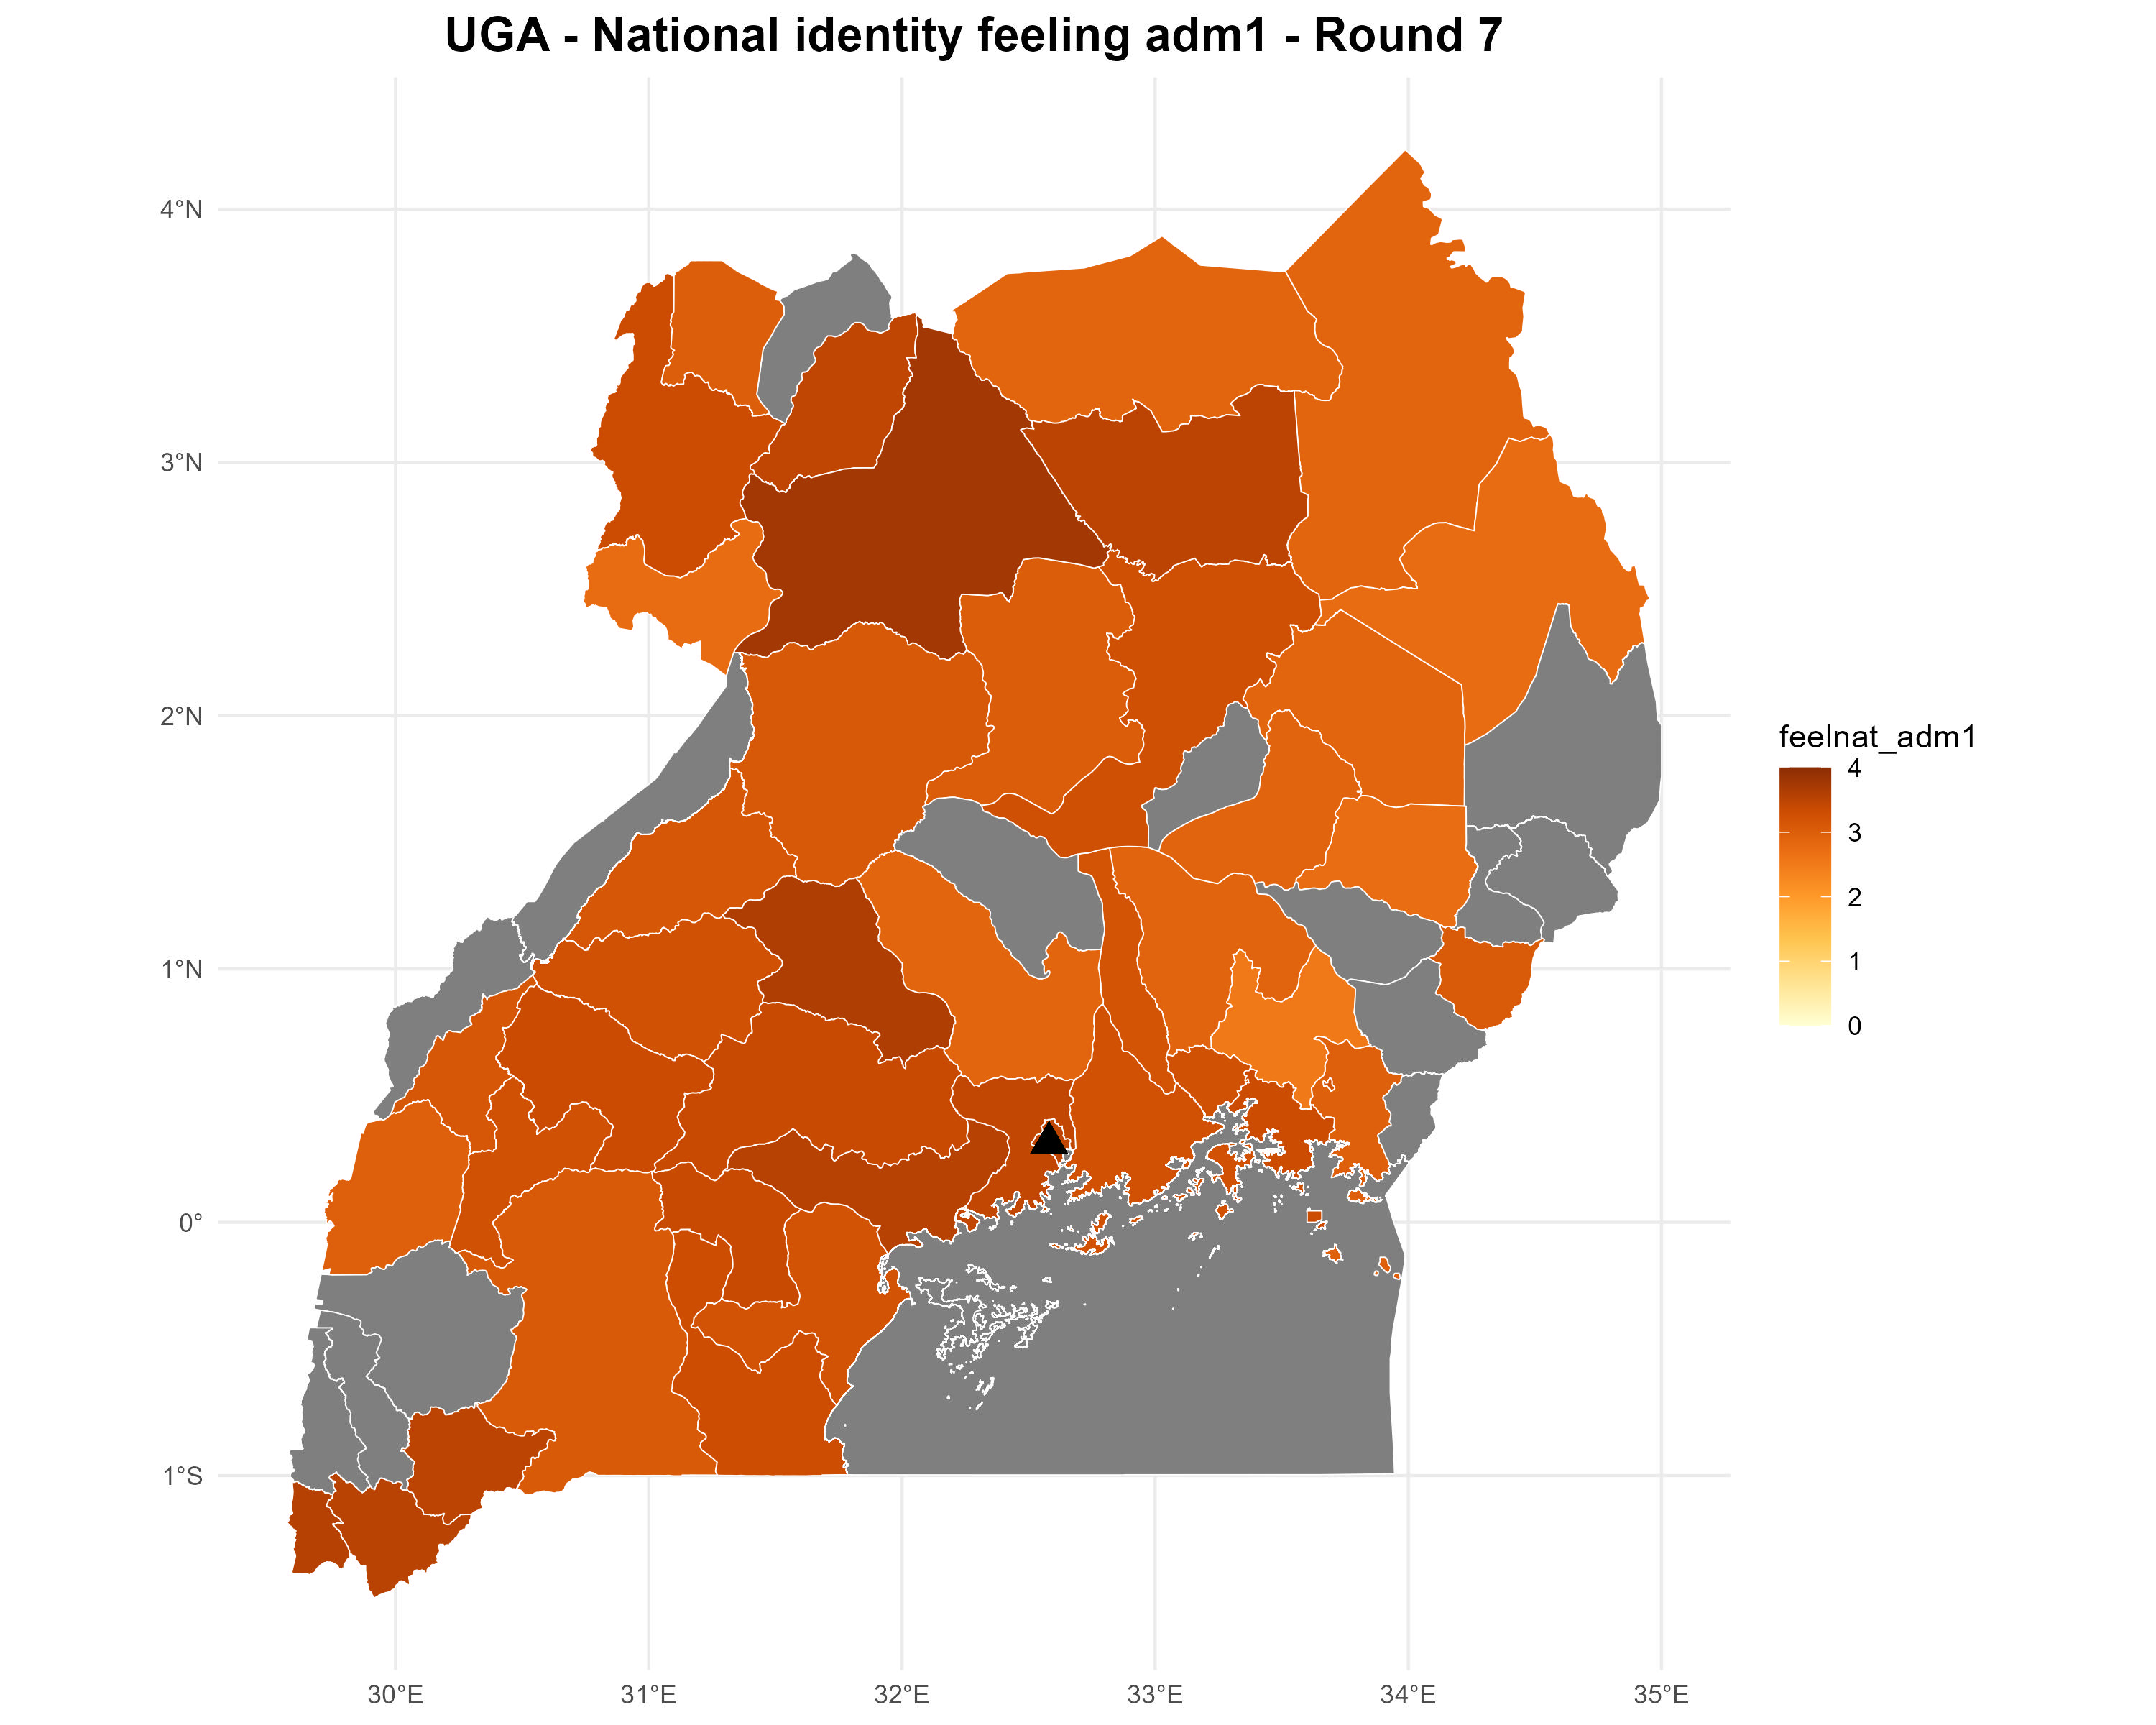 UGA - National identity feeling adm1 - Round 7
4°N
3°N
2°N
1°N
0°
1°S
30°E
31°E
32°E
33°E
34°E
35°E
feelnat_adm1
4
3
2
1
0